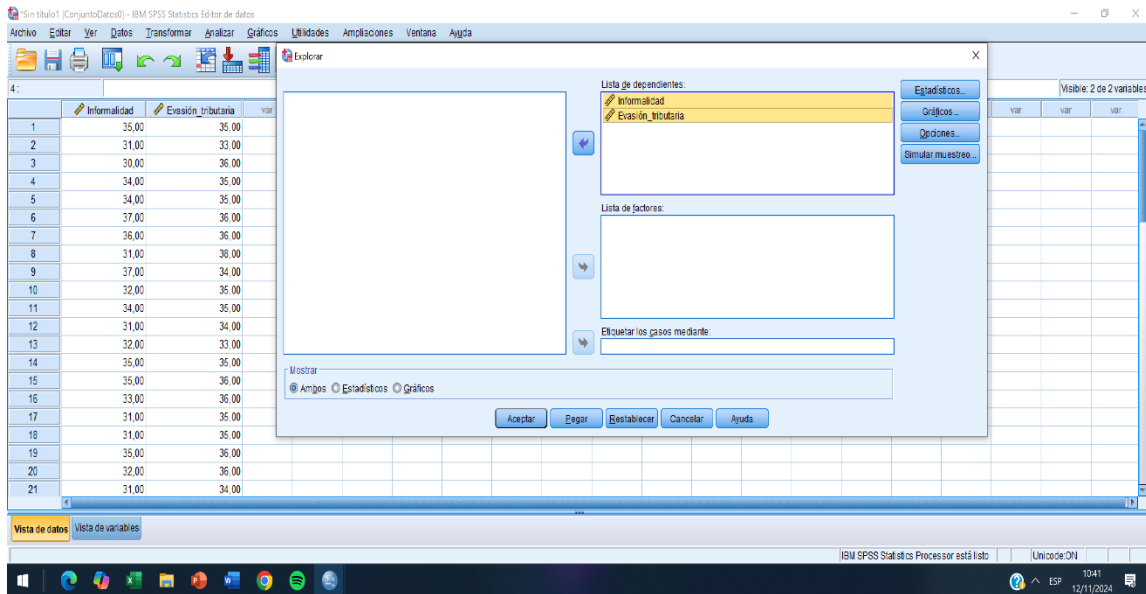 *Sin título1 [ConjuntoDatos0] - IBM SPSS Statistics Editor de datos
Archivo Editar Ver Datos Transformar Analizar Gráficos Utilidades Ampliaciones Ventana Ayuda
4 :
Visible: 2 de 2 variables
Informalidad Evasión_tributaria var var var var
1 35,00 35,00
2 31,00 33,00
3 30,00 36,00
4 34,00 35,00
5 34,00 35,00
6 37,00 36,00
7 36,00 36,00
8 31,00 38,00
9 37,00 34,00
10 32,00 35,00
11 34,00 35,00
12 31,00 34,00
13 32,00 33,00
14 35,00 35,00
15 35,00 36,00
16 33,00 36,00
17 31,00 35,00
18 31,00 35,00
19 35,00 36,00
20 32,00 36,00
21 31,00 34,00
Explorar
Lista de dependientes:
Informalidad
Evasión_tributaria
Estadísticos...
Gráficos...
Opciones...
Simular muestreo...
Lista de factores:
Etiquetar los casos mediante:
Mostrar
Ambos Estadísticos Gráficos
Aceptar Pegar Restablecer Cancelar Ayuda
Vista de datos Vista de variables
IBM SPSS Statistics Processor está listo Unicode:ON
ESP
10:41
12/11/2024